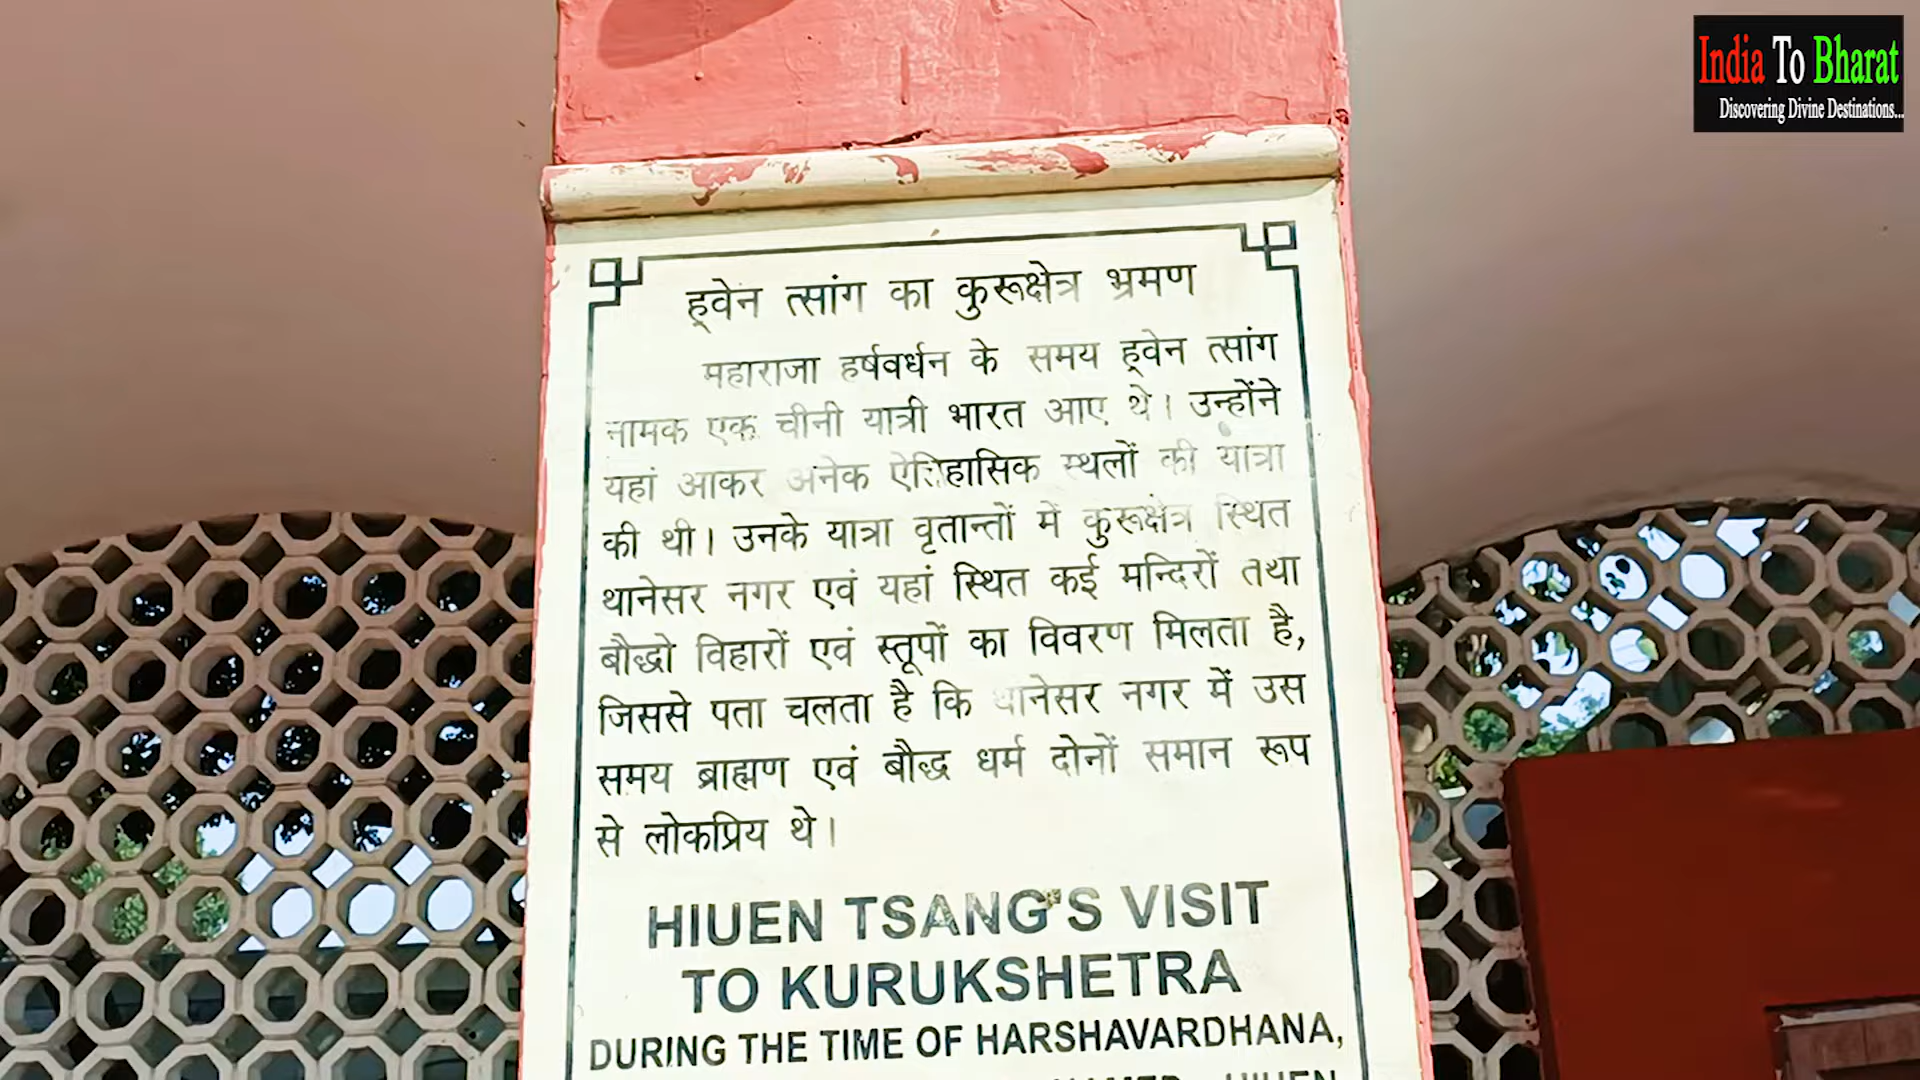 India To Bharat
Discovering Divine Destinations...
ह्वेन त्सांग का कुरूक्षेत्र भ्रमण
महाराजा हर्षवर्धन के समय ह्वेन त्सांग
नामक एक चीनी यात्री भारत आए थे। उन्होंने
यहां आकर अनेक ऐतिहासिक स्थलों की यात्रा
की थी। उनके यात्रा वृतान्तों में कुरूक्षेत्र स्थित
थानेसर नगर एवं यहां स्थित कई मन्दिरों तथा
बौद्धो विहारों एवं स्तूपों का विवरण मिलता है,
जिससे पता चलता है कि थानेसर नगर में उस
समय ब्राह्मण एवं बौद्ध धर्म दोनों समान रूप
से लोकप्रिय थे।
HIUEN TSANG'S VISIT
TO KURUKSHETRA
DURING THE TIME OF HARSHAVARDHANA,